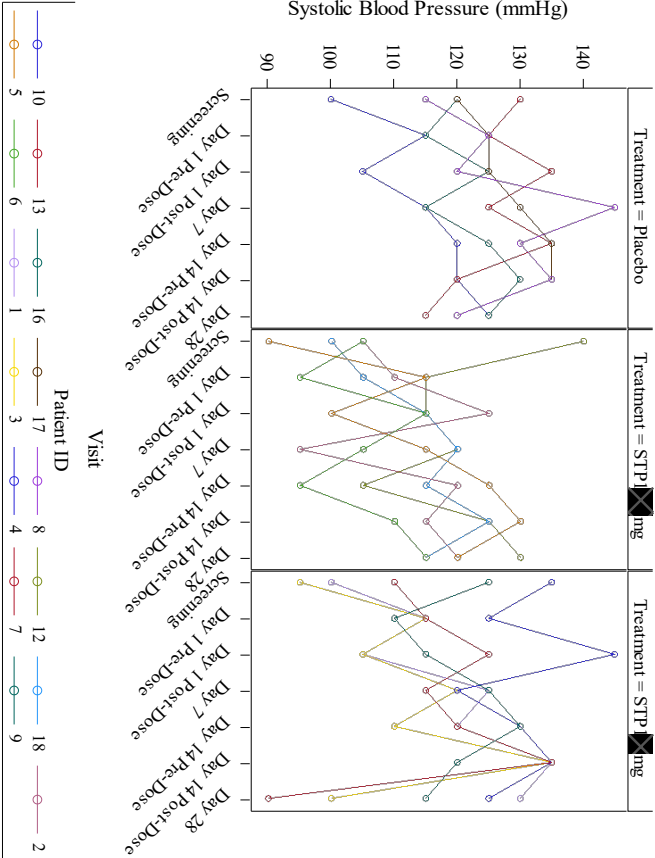 Treatment = Placebo
Treatment = STP1 mg
Treatment = STP1 mg
Systolic Blood Pressure (mmHg)
140
130
120
110
100
90
Screening
Day 1 Pre-Dose
Day 1 Post-Dose
Day 7
Day 14 Pre-Dose
Day 14 Post-Dose
Day 28
Screening
Day 1 Pre-Dose
Day 1 Post-Dose
Day 7
Day 14 Pre-Dose
Day 14 Post-Dose
Day 28
Screening
Day 1 Pre-Dose
Day 1 Post-Dose
Day 7
Day 14 Pre-Dose
Day 14 Post-Dose
Day 28
Visit
Patient ID
10 13 16 17 8 12 18 2
5 6 1 3 4 7 9